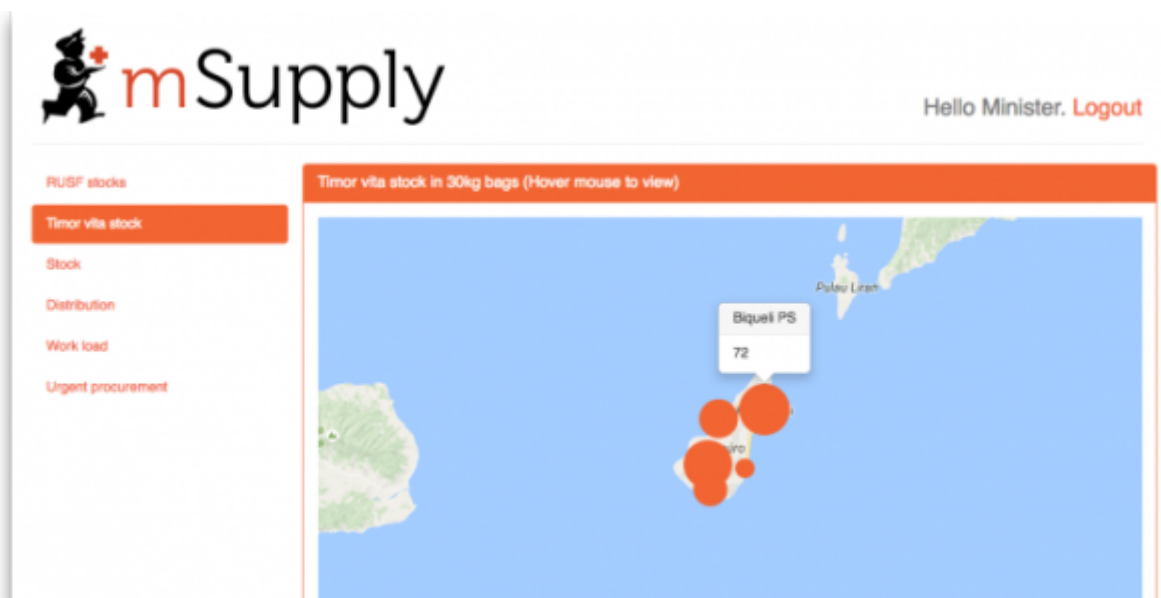 mSupply
Hello Minister. Logout
RUSF stocks
Timor vita stock
Stock
Distribution
Work load
Urgent procurement
Timor vita stock in 30kg bags (Hover mouse to view)
Pulau Liran
Biqueli PS
72